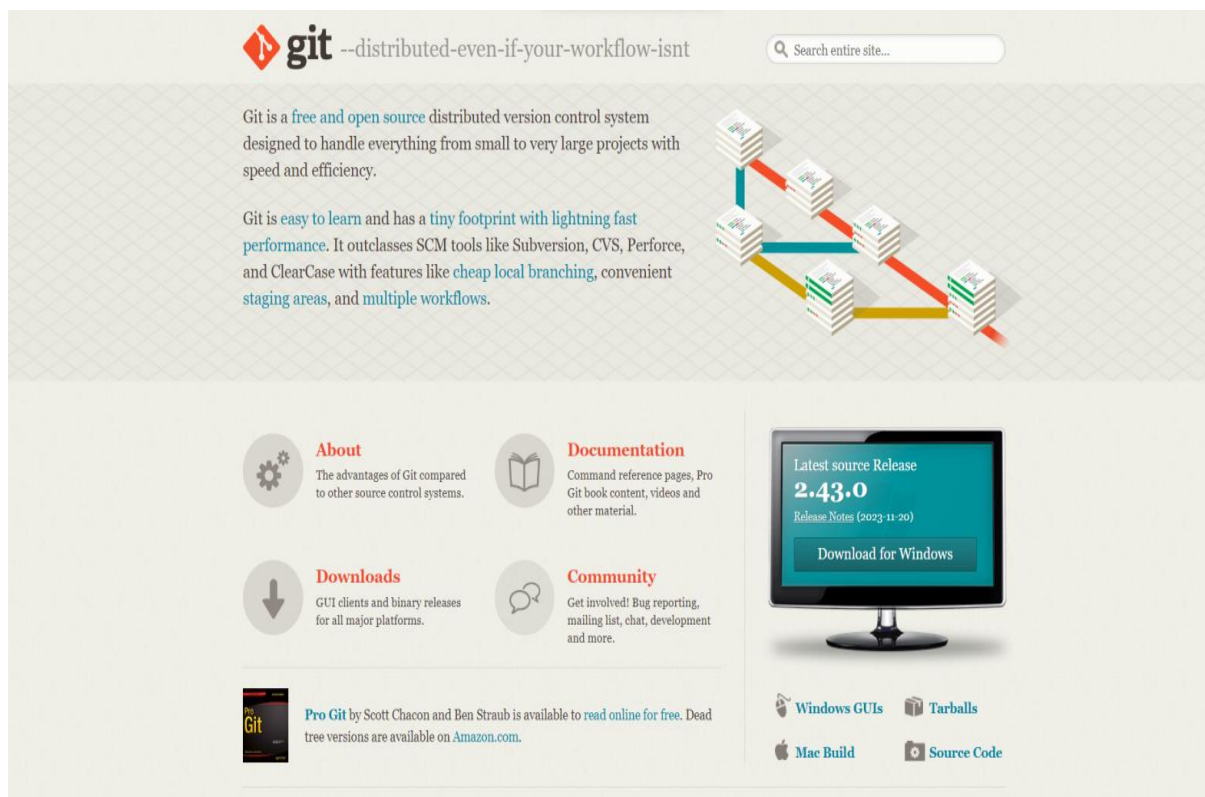 git --distributed-even-if-your-workflow-isnt
Search entire site...
Git is a free and open source distributed version control system
designed to handle everything from small to very large projects with
speed and efficiency.
Git is easy to learn and has a tiny footprint with lightning fast
performance. It outclasses SCM tools like Subversion, CVS, Perforce,
and ClearCase with features like cheap local branching, convenient
staging areas, and multiple workflows.
About
The advantages of Git compared
to other source control systems.
Documentation
Command reference pages, Pro
Git book content, videos and
other material.
Downloads
GUI clients and binary releases
for all major platforms.
Community
Get involved! Bug reporting,
mailing list, chat, development
and more.
Pro
Git
Pro Git by Scott Chacon and Ben Straub is available to read online for free. Dead
tree versions are available on Amazon.com.
Latest source Release
2.43.0
Release Notes (2023-11-20)
Download for Windows
Windows GUIs
Tarballs
Mac Build
Source Code